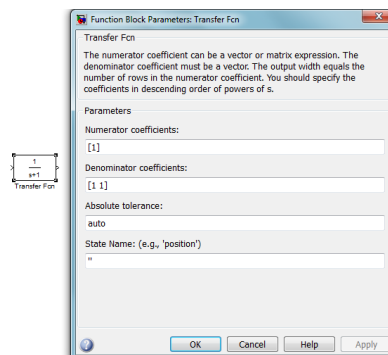 Function Block Parameters: Transfer Fcn
Transfer Fcn
The numerator coefficient can be a vector or matrix expression. The
denominator coefficient must be a vector. The output width equals the
number of rows in the numerator coefficient. You should specify the
coefficients in descending order of powers of s.
Parameters
Numerator coefficients:
[1]
Denominator coefficients:
[1 1]
Absolute tolerance:
auto
State Name: (e.g., 'position')
''
OK Cancel Help Apply
1
s+1
Transfer Fcn